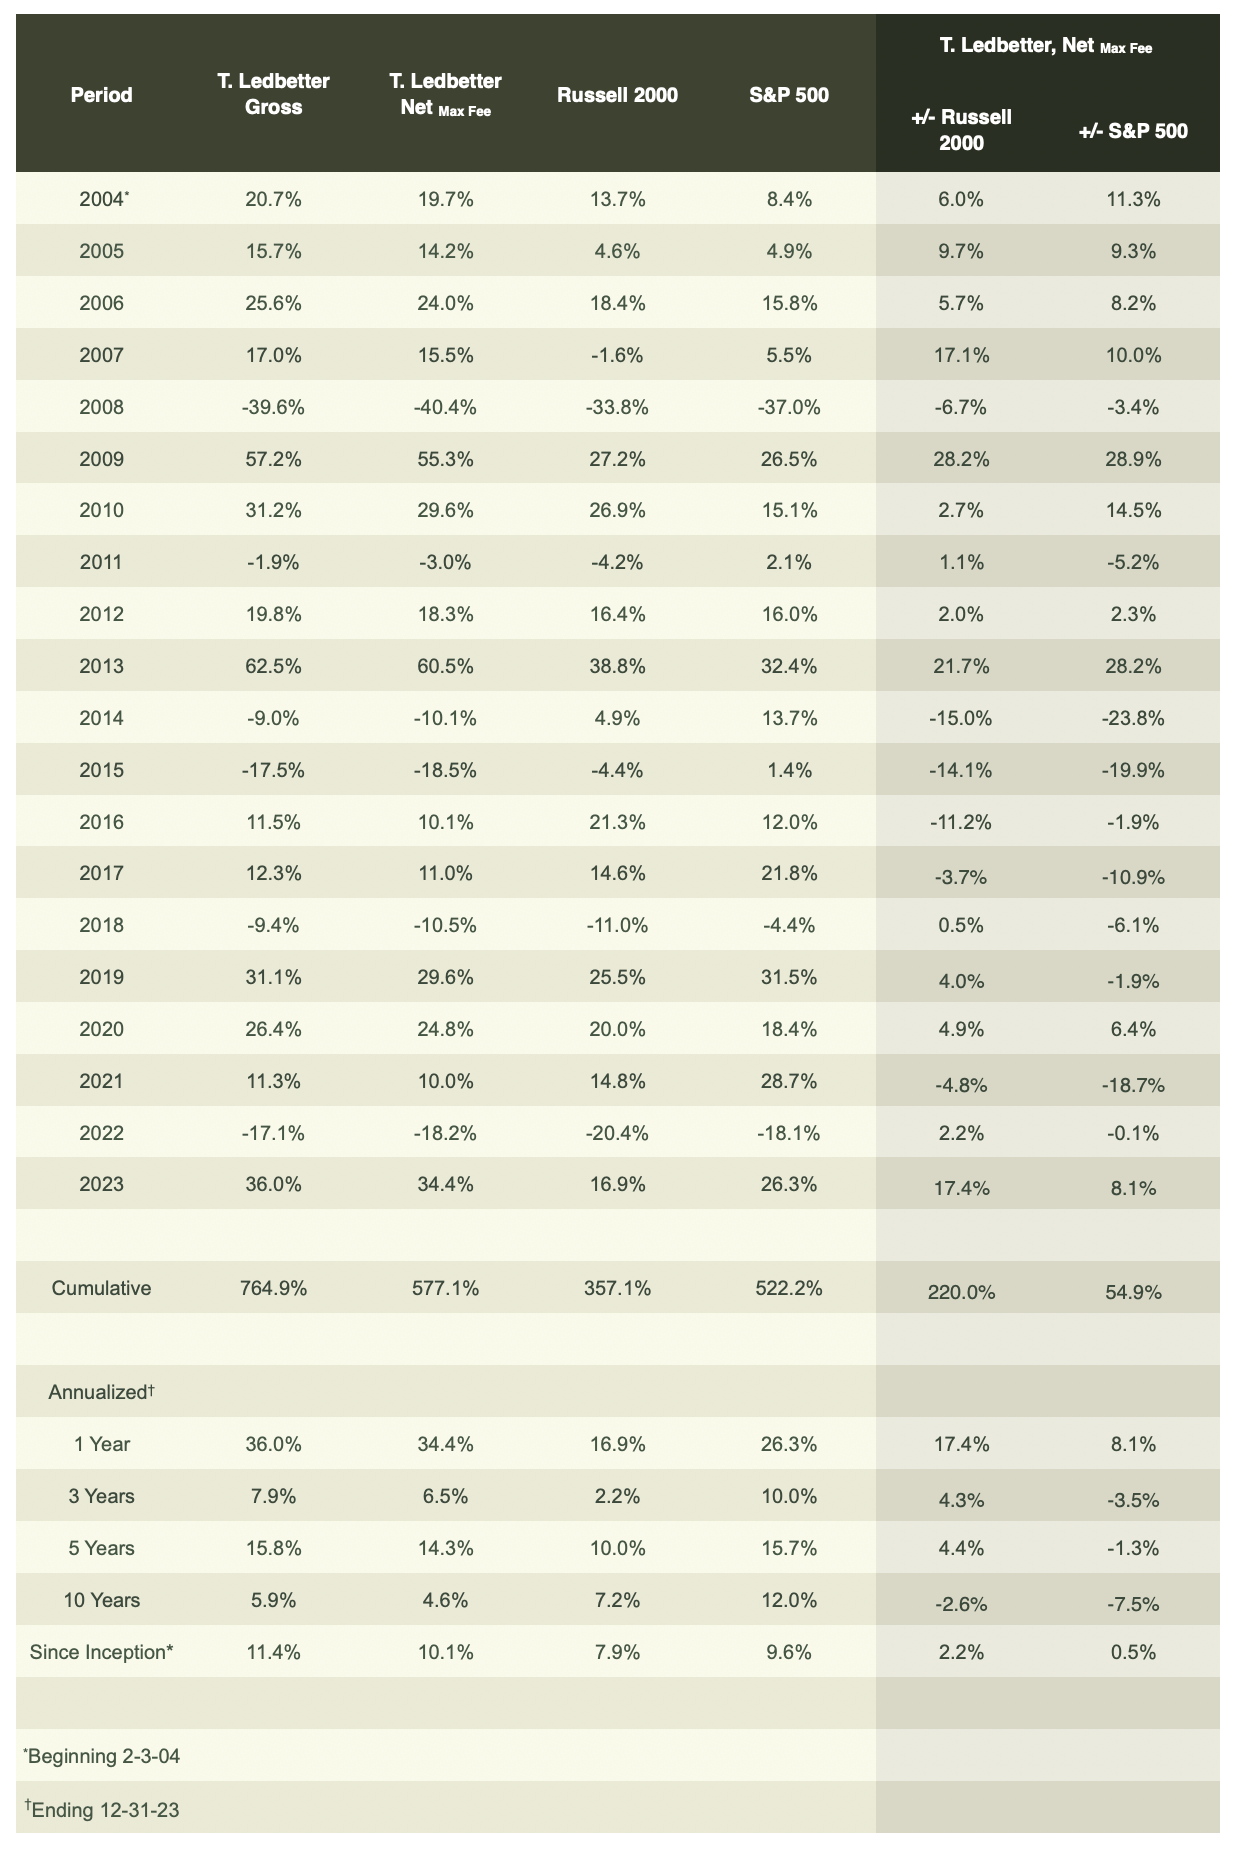 T. Ledbetter, Net Max Fee
Period T. Ledbetter Gross T. Ledbetter Net Max Fee Russell 2000 S&P 500 +/- Russell 2000 +/- S&P 500
2004* 20.7% 19.7% 13.7% 8.4% 6.0% 11.3%
2005 15.7% 14.2% 4.6% 4.9% 9.7% 9.3%
2006 25.6% 24.0% 18.4% 15.8% 5.7% 8.2%
2007 17.0% 15.5% -1.6% 5.5% 17.1% 10.0%
2008 -39.6% -40.4% -33.8% -37.0% -6.7% -3.4%
2009 57.2% 55.3% 27.2% 26.5% 28.2% 28.9%
2010 31.2% 29.6% 26.9% 15.1% 2.7% 14.5%
2011 -1.9% -3.0% -4.2% 2.1% 1.1% -5.2%
2012 19.8% 18.3% 16.4% 16.0% 2.0% 2.3%
2013 62.5% 60.5% 38.8% 32.4% 21.7% 28.2%
2014 -9.0% -10.1% 4.9% 13.7% -15.0% -23.8%
2015 -17.5% -18.5% -4.4% 1.4% -14.1% -19.9%
2016 11.5% 10.1% 21.3% 12.0% -11.2% -1.9%
2017 12.3% 11.0% 14.6% 21.8% -3.7% -10.9%
2018 -9.4% -10.5% -11.0% -4.4% 0.5% -6.1%
2019 31.1% 29.6% 25.5% 31.5% 4.0% -1.9%
2020 26.4% 24.8% 20.0% 18.4% 4.9% 6.4%
2021 11.3% 10.0% 14.8% 28.7% -4.8% -18.7%
2022 -17.1% -18.2% -20.4% -18.1% 2.2% -0.1%
2023 36.0% 34.4% 16.9% 26.3% 17.4% 8.1%
Cumulative 764.9% 577.1% 357.1% 522.2% 220.0% 54.9%
Annualized†
1 Year 36.0% 34.4% 16.9% 26.3% 17.4% 8.1%
3 Years 7.9% 6.5% 2.2% 10.0% 4.3% -3.5%
5 Years 15.8% 14.3% 10.0% 15.7% 4.4% -1.3%
10 Years 5.9% 4.6% 7.2% 12.0% -2.6% -7.5%
Since Inception* 11.4% 10.1% 7.9% 9.6% 2.2% 0.5%
*Beginning 2-3-04
†Ending 12-31-23